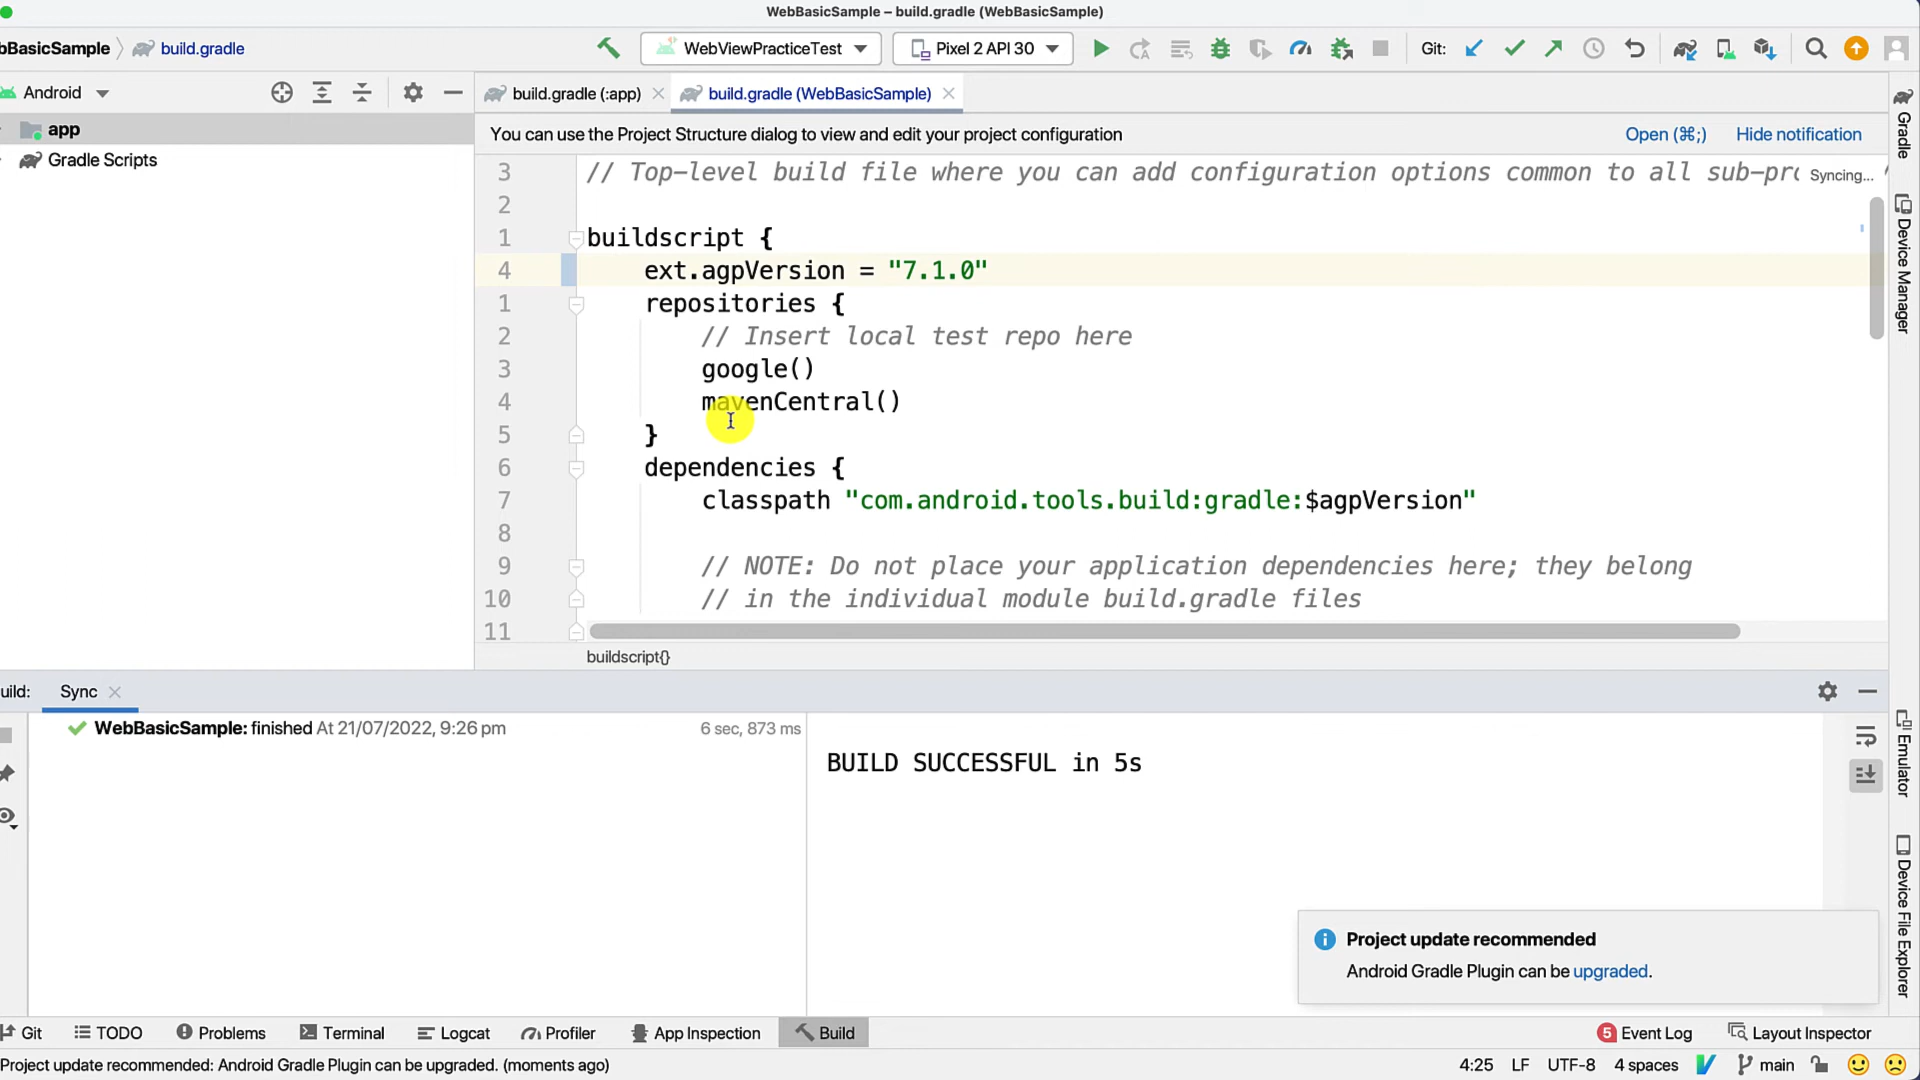 WebBasicSample – build.gradle (WebBasicSample)
bBasicSample
build.gradle
WebViewPracticeTest
Pixel 2 API 30
Git:
Android
build.gradle (:app)
build.gradle (WebBasicSample)
app
Gradle Scripts
You can use the Project Structure dialog to view and edit your project configuration
Open (⌘;)
Hide notification
3 // Top-level build file where you can add configuration options common to all sub-pro
Syncing...
2
1 buildscript {
4 ext.agpVersion = "7.1.0"
1 repositories {
2 // Insert local test repo here
3 google()
4 mavenCentral()
5 }
6 dependencies {
7 classpath "com.android.tools.build:gradle:$agpVersion"
8
9 // NOTE: Do not place your application dependencies here; they belong
10 // in the individual module build.gradle files
11
buildscript{}
Gradle
Device Manager
Emulator
Device File Explorer
uild:
Sync
WebBasicSample: finished At 21/07/2022, 9:26 pm
6 sec, 873 ms
BUILD SUCCESSFUL in 5s
Project update recommended
Android Gradle Plugin can be upgraded.
Git
TODO
Problems
Terminal
Logcat
Profiler
App Inspection
Build
5 Event Log
Layout Inspector
Project update recommended: Android Gradle Plugin can be upgraded. (moments ago)
4:25
LF
UTF-8
4 spaces
main